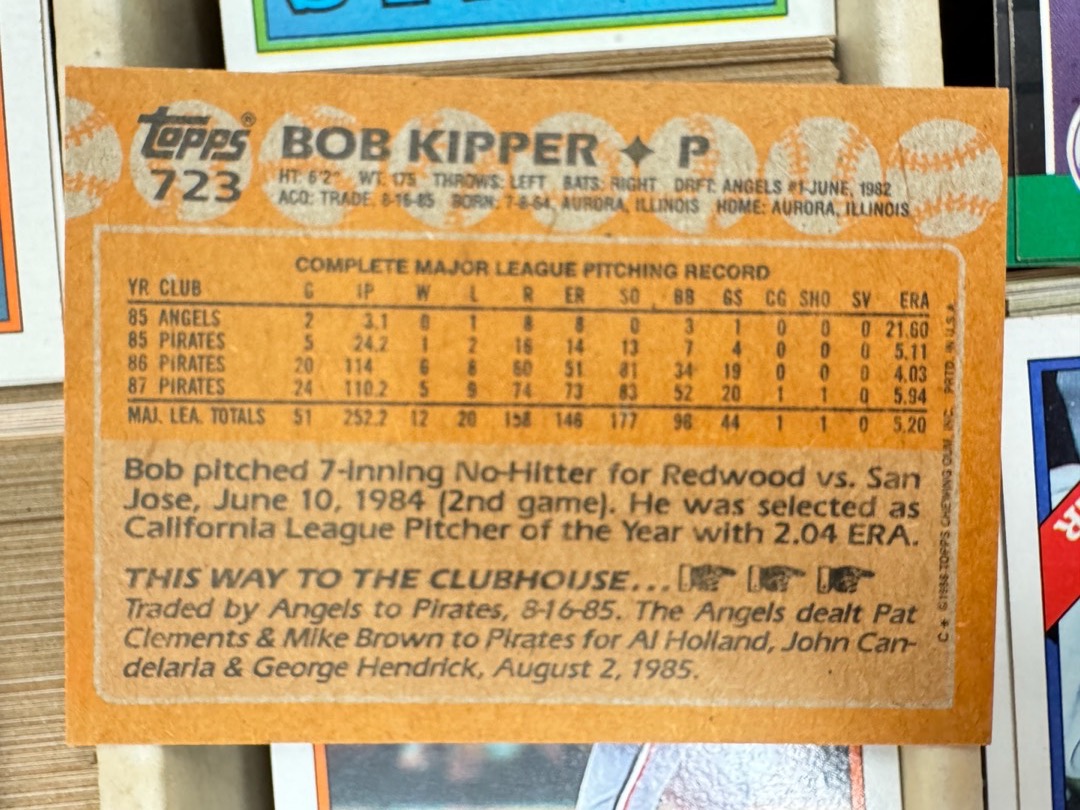 topps® BOB KIPPER ✦ P
723 HT: 6'2" WT: 175 THROWS: LEFT BATS: RIGHT DRFT: ANGELS #1-JUNE, 1982
ACQ: TRADE, 8-16-85 BORN: 7-8-64, AURORA, ILLINOIS HOME: AURORA, ILLINOIS
COMPLETE MAJOR LEAGUE PITCHING RECORD
YR CLUB G IP W L R ER SO BB GS CG SHO SV ERA
85 ANGELS 2 3.1 0 1 8 8 0 3 1 0 0 0 21.60
85 PIRATES 5 24.2 1 2 16 14 13 7 4 0 0 0 5.11
86 PIRATES 20 114 6 8 60 51 81 34 19 0 0 0 4.03
87 PIRATES 24 110.2 5 9 74 73 83 52 20 1 1 0 5.94
MAJ. LEA. TOTALS 51 252.2 12 20 158 146 177 96 44 1 1 0 5.20
Bob pitched 7-inning No-Hitter for Redwood vs. San
Jose, June 10, 1984 (2nd game). He was selected as
California League Pitcher of the Year with 2.04 ERA.
THIS WAY TO THE CLUBHOUSE...
Traded by Angels to Pirates, 8-16-85. The Angels dealt Pat
Clements & Mike Brown to Pirates for Al Holland, John Can-
delaria & George Hendrick, August 2, 1985.
C* ©1988 TOPPS CHEWING GUM, INC. PRTD. IN U.S.A.